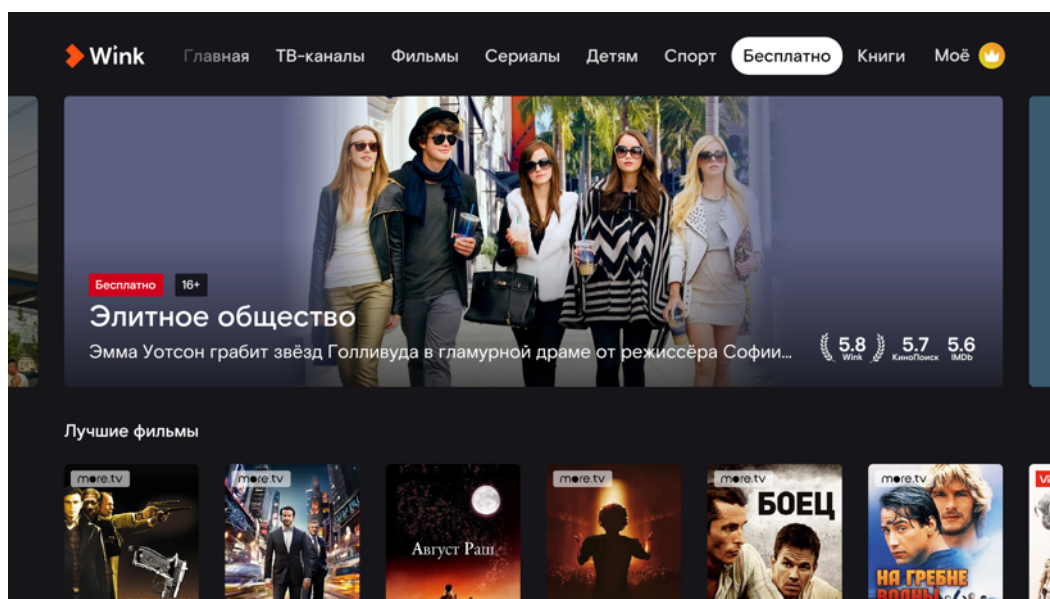 Wink Главная ТВ-каналы Фильмы Сериалы Детям Спорт Бесплатно Книги Моё
Бесплатно 16+
Элитное общество
Эмма Уотсон грабит звёзд Голливуда в гламурной драме от режиссёра Софии...
5.8 5.7 5.6
Wink КиноПоиск IMDb
Лучшие фильмы
more.tv more.tv more.tv more.tv more.tv
БОЕЦ
Август Раш
НА ГРЕБНЕ
ВОЛНЫ